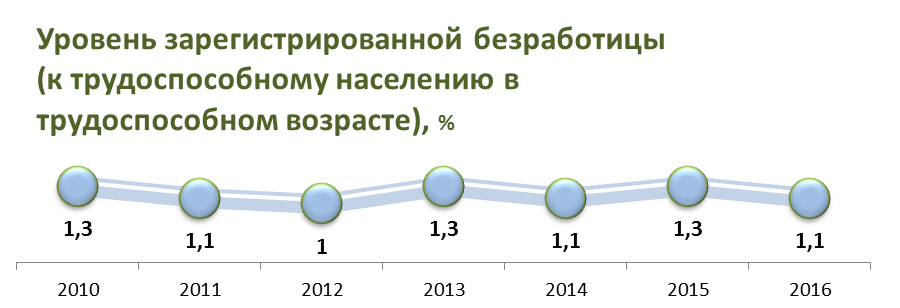 Уровень зарегистрированной безработицы
(к трудоспособному населению в
трудоспособном возрасте), %
1,3 1,1 1 1,3 1,1 1,3 1,1
2010 2011 2012 2013 2014 2015 2016